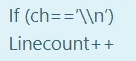 If (ch=='\\n')
Linecount++